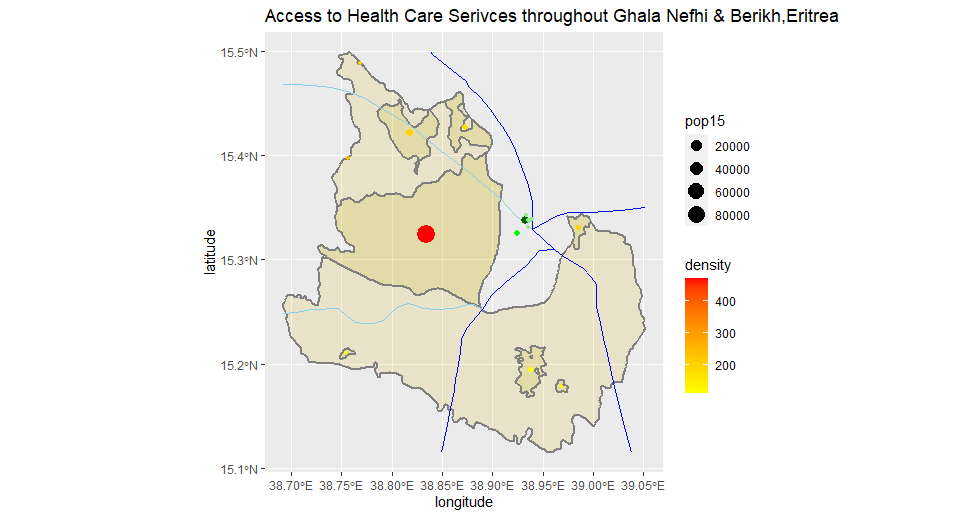 Access to Health Care Serivces throughout Ghala Nefhi & Berikh,Eritrea
15.5°N
15.4°N
15.3°N
15.2°N
15.1°N
latitude
38.70°E 38.75°E 38.80°E 38.85°E 38.90°E 38.95°E 39.00°E 39.05°E
longitude
pop15
20000
40000
60000
80000
density
400
300
200